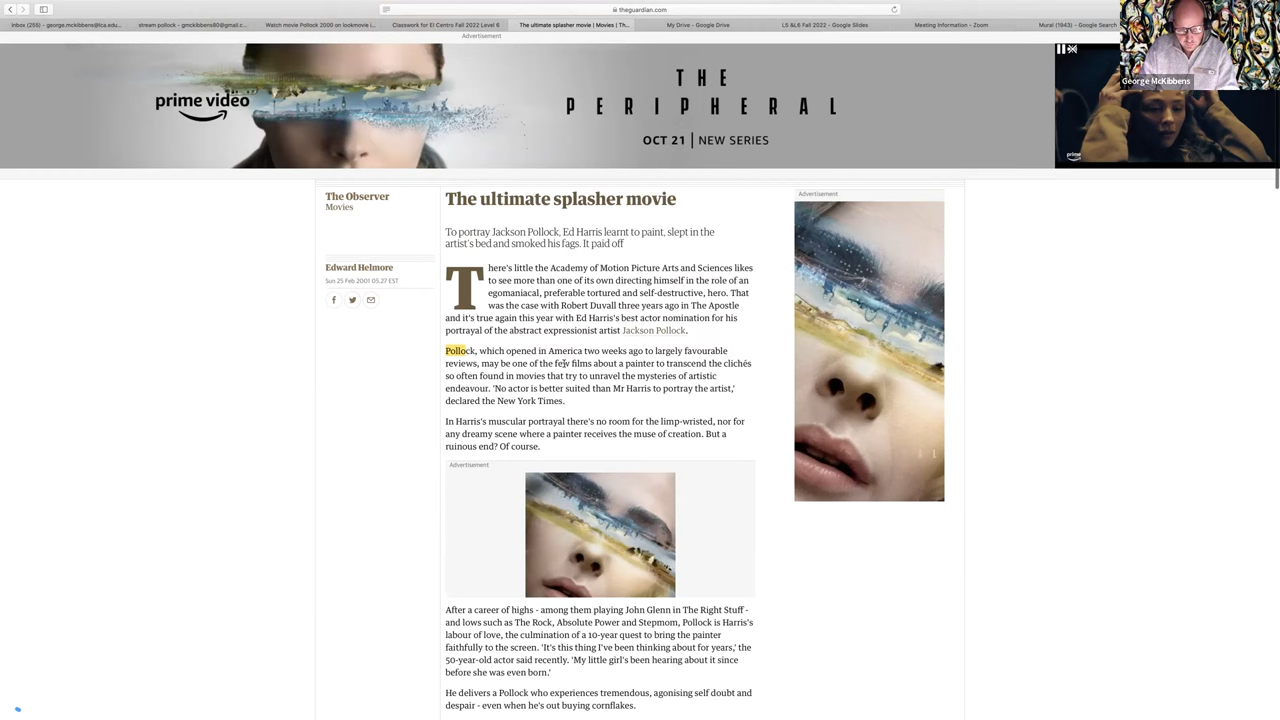 theguardian.com
Inbox (255) - george.mckibbens@lca.edu...
stream pollock - gmckibbens80@gmail.c...
Watch movie Pollock 2000 on lookmovie i...
Classwork for El Centro Fall 2022 Level 6
The ultimate splasher movie | Movies | Th...
My Drive - Google Drive
L5 &L6 Fall 2022 - Google Slides
Meeting Information - Zoom
Mural (1943) - Google Search
Advertisement
prime video
THE
PERIPHERAL
OCT 21 | NEW SERIES
George McKibbens
prime
The Observer
Movies
Edward Helmore
Sun 25 Feb 2001 05.27 EST
The ultimate splasher movie
To portray Jackson Pollock, Ed Harris learnt to paint, slept in the
artist's bed and smoked his fags. It paid off
There's little the Academy of Motion Picture Arts and Sciences likes
to see more than one of its own directing himself in the role of an
egomaniacal, preferable tortured and self-destructive, hero. That
was the case with Robert Duvall three years ago in The Apostle
and it's true again this year with Ed Harris's best actor nomination for his
portrayal of the abstract expressionist artist Jackson Pollock.
Pollock, which opened in America two weeks ago to largely favourable
reviews, may be one of the few films about a painter to transcend the clichés
so often found in movies that try to unravel the mysteries of artistic
endeavour. 'No actor is better suited than Mr Harris to portray the artist,'
declared the New York Times.
In Harris's muscular portrayal there's no room for the limp-wristed, nor for
any dreamy scene where a painter receives the muse of creation. But a
ruinous end? Of course.
Advertisement
After a career of highs - among them playing John Glenn in The Right Stuff -
and lows such as The Rock, Absolute Power and Stepmom, Pollock is Harris's
labour of love, the culmination of a 10-year quest to bring the painter
faithfully to the screen. 'It's this thing I've been thinking about for years,' the
50-year-old actor said recently. 'My little girl's been hearing about it since
before she was even born.'
He delivers a Pollock who experiences tremendous, agonising self doubt and
despair - even when he's out buying cornflakes.
Advertisement